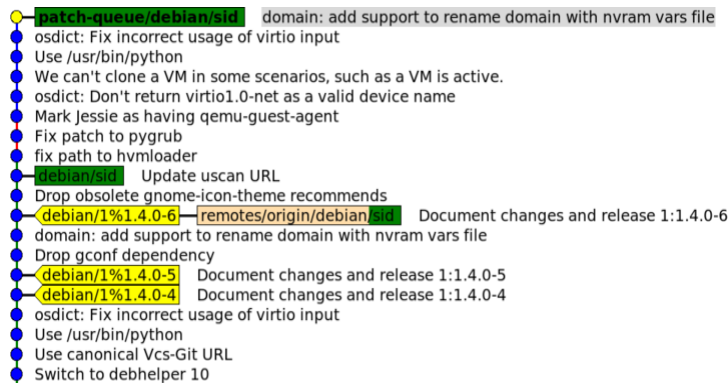 patch-queue/debian/sid domain: add support to rename domain with nvram vars file
osdict: Fix incorrect usage of virtio input
Use /usr/bin/python
We can't clone a VM in some scenarios, such as a VM is active.
osdict: Don't return virtio1.0-net as a valid device name
Mark Jessie as having qemu-guest-agent
Fix patch to pygrub
fix path to hvmloader
debian/sid Update uscan URL
Drop obsolete gnome-icon-theme recommends
debian/1%1.4.0-6 remotes/origin/debian/sid Document changes and release 1:1.4.0-6
domain: add support to rename domain with nvram vars file
Drop gconf dependency
debian/1%1.4.0-5 Document changes and release 1:1.4.0-5
debian/1%1.4.0-4 Document changes and release 1:1.4.0-4
osdict: Fix incorrect usage of virtio input
Use /usr/bin/python
Use canonical Vcs-Git URL
Switch to debhelper 10